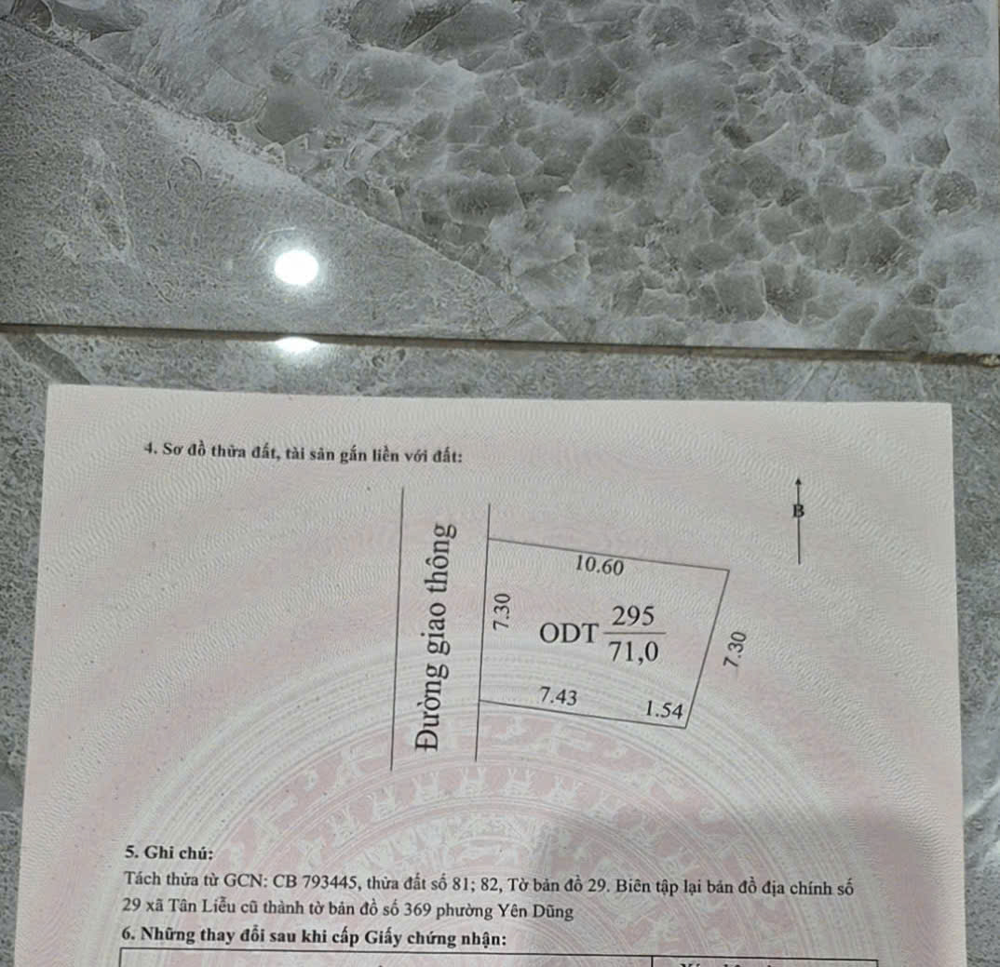 4. Sơ đồ thửa đất, tài sản gắn liền với đất:
B
Đường giao thông
10.60
7.30
ODT 295
71,0
7.30
7.43
1.54
5. Ghi chú:
Tách thửa từ GCN: CB 793445, thửa đất số 81; 82, Tờ bản đồ 29. Biên tập lại bản đồ địa chính số
29 xã Tân Liễu cũ thành tờ bản đồ số 369 phường Yên Dũng
6. Những thay đổi sau khi cấp Giấy chứng nhận: